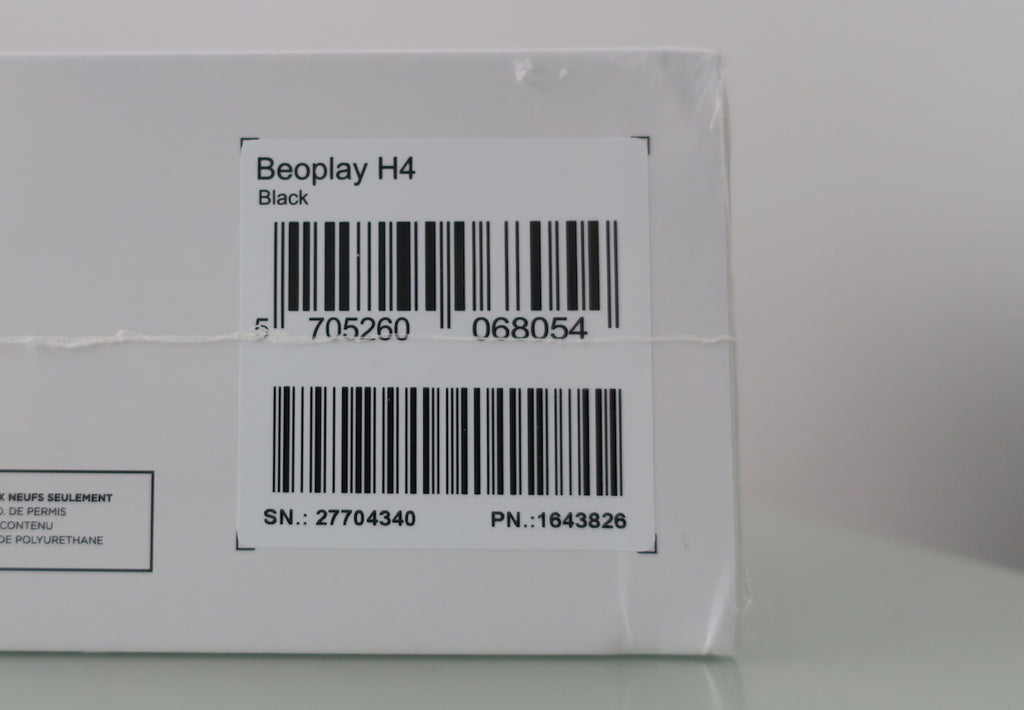 Beoplay H4
Black
5 705260 068054
SN.: 27704340 PN.:1643826
X NEUFS SEULEMENT
. DE PERMIS
CONTENU
DE POLYURETHANE